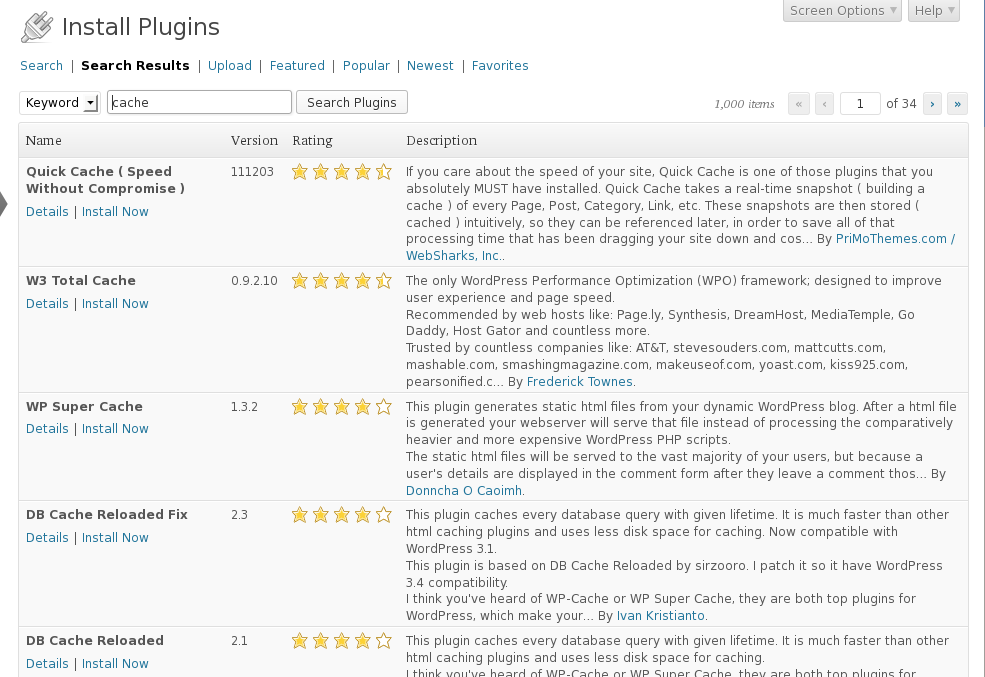 Screen Options ▼ Help ▼
Install Plugins
Search | Search Results | Upload | Featured | Popular | Newest | Favorites
Keyword cache Search Plugins 1,000 items « ‹ 1 of 34 › »
Name Version Rating Description
Quick Cache ( Speed Without Compromise ) 111203
Details | Install Now
If you care about the speed of your site, Quick Cache is one of those plugins that you
absolutely MUST have installed. Quick Cache takes a real-time snapshot ( building a
cache ) of every Page, Post, Category, Link, etc. These snapshots are then stored (
cached ) intuitively, so they can be referenced later, in order to save all of that
processing time that has been dragging your site down and cos... By PriMoThemes.com /
WebSharks, Inc..
W3 Total Cache 0.9.2.10
Details | Install Now
The only WordPress Performance Optimization (WPO) framework; designed to improve
user experience and page speed.
Recommended by web hosts like: Page.ly, Synthesis, DreamHost, MediaTemple, Go
Daddy, Host Gator and countless more.
Trusted by countless companies like: AT&T, stevesouders.com, mattcutts.com,
mashable.com, smashingmagazine.com, makeuseof.com, yoast.com, kiss925.com,
pearsonified.c... By Frederick Townes.
WP Super Cache 1.3.2
Details | Install Now
This plugin generates static html files from your dynamic WordPress blog. After a html file
is generated your webserver will serve that file instead of processing the comparatively
heavier and more expensive WordPress PHP scripts.
The static html files will be served to the vast majority of your users, but because a
user's details are displayed in the comment form after they leave a comment thos... By
Donncha O Caoimh.
DB Cache Reloaded Fix 2.3
Details | Install Now
This plugin caches every database query with given lifetime. It is much faster than other
html caching plugins and uses less disk space for caching. Now compatible with
WordPress 3.1.
This plugin is based on DB Cache Reloaded by sirzooro. I patch it so it have WordPress
3.4 compatibility.
I think you've heard of WP-Cache or WP Super Cache, they are both top plugins for
WordPress, which make your... By Ivan Kristianto.
DB Cache Reloaded 2.1
Details | Install Now
This plugin caches every database query with given lifetime. It is much faster than other
html caching plugins and uses less disk space for caching.
I think you've heard of WP-Cache or WP Super Cache, they are both top plugins for